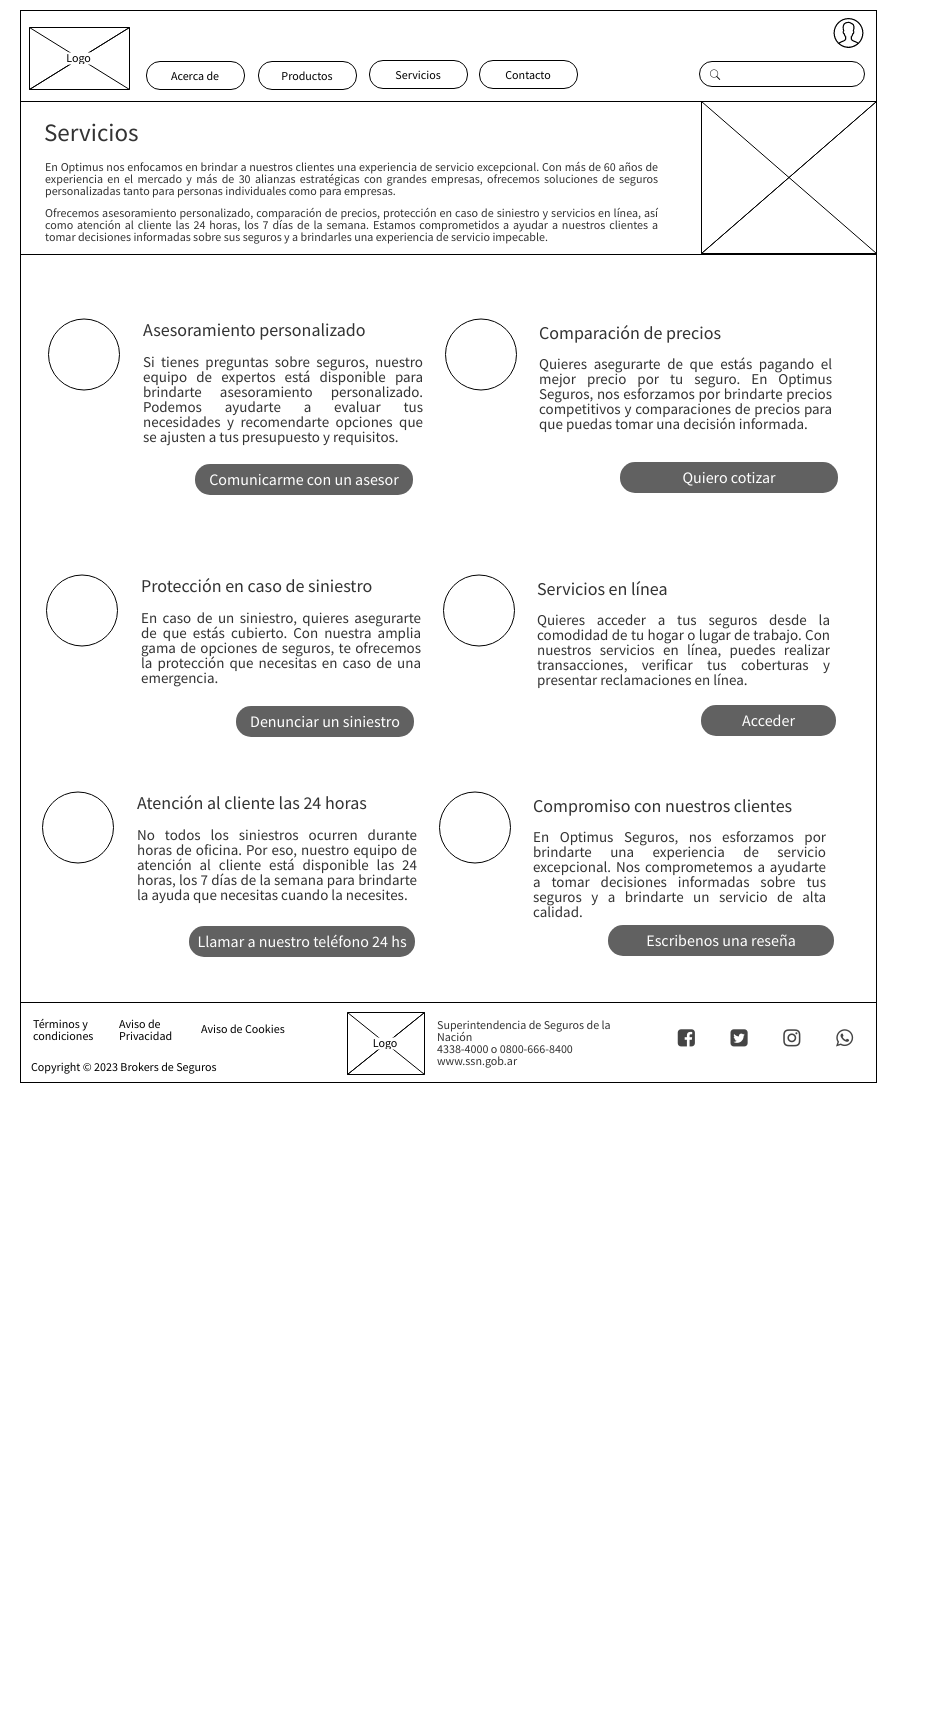 Logo
Acerca de
Productos
Servicios
Contacto
Servicios
En Optimus nos enfocamos en brindar a nuestros clientes una experiencia de servicio excepcional. Con más de 60 años de
experiencia en el mercado y más de 30 alianzas estratégicas con grandes empresas, ofrecemos soluciones de seguros
personalizadas tanto para personas individuales como para empresas.
Ofrecemos asesoramiento personalizado, comparación de precios, protección en caso de siniestro y servicios en línea, así
como atención al cliente las 24 horas, los 7 días de la semana. Estamos comprometidos a ayudar a nuestros clientes a
tomar decisiones informadas sobre sus seguros y a brindarles una experiencia de servicio impecable.
Asesoramiento personalizado
Si tienes preguntas sobre seguros, nuestro
equipo de expertos está disponible para
brindarte asesoramiento personalizado.
Podemos ayudarte a evaluar tus
necesidades y recomendarte opciones que
se ajusten a tus presupuesto y requisitos.
Comunicarme con un asesor
Comparación de precios
Quieres asegurarte de que estás pagando el
mejor precio por tu seguro. En Optimus
Seguros, nos esforzamos por brindarte precios
competitivos y comparaciones de precios para
que puedas tomar una decisión informada.
Quiero cotizar
Protección en caso de siniestro
En caso de un siniestro, quieres asegurarte
de que estás cubierto. Con nuestra amplia
gama de opciones de seguros, te ofrecemos
la protección que necesitas en caso de una
emergencia.
Denunciar un siniestro
Servicios en línea
Quieres acceder a tus seguros desde la
comodidad de tu hogar o lugar de trabajo. Con
nuestros servicios en línea, puedes realizar
transacciones, verificar tus coberturas y
presentar reclamaciones en línea.
Acceder
Atención al cliente las 24 horas
No todos los siniestros ocurren durante
horas de oficina. Por eso, nuestro equipo de
atención al cliente está disponible las 24
horas, los 7 días de la semana para brindarte
la ayuda que necesitas cuando la necesites.
Llamar a nuestro teléfono 24 hs
Compromiso con nuestros clientes
En Optimus Seguros, nos esforzamos por
brindarte una experiencia de servicio
excepcional. Nos comprometemos a ayudarte
a tomar decisiones informadas sobre tus
seguros y a brindarte un servicio de alta
calidad.
Escribenos una reseña
Términos y
condiciones
Aviso de
Privacidad
Aviso de Cookies
Copyright © 2023 Brokers de Seguros
Logo
Superintendencia de Seguros de la
Nación
4338-4000 o 0800-666-8400
www.ssn.gob.ar